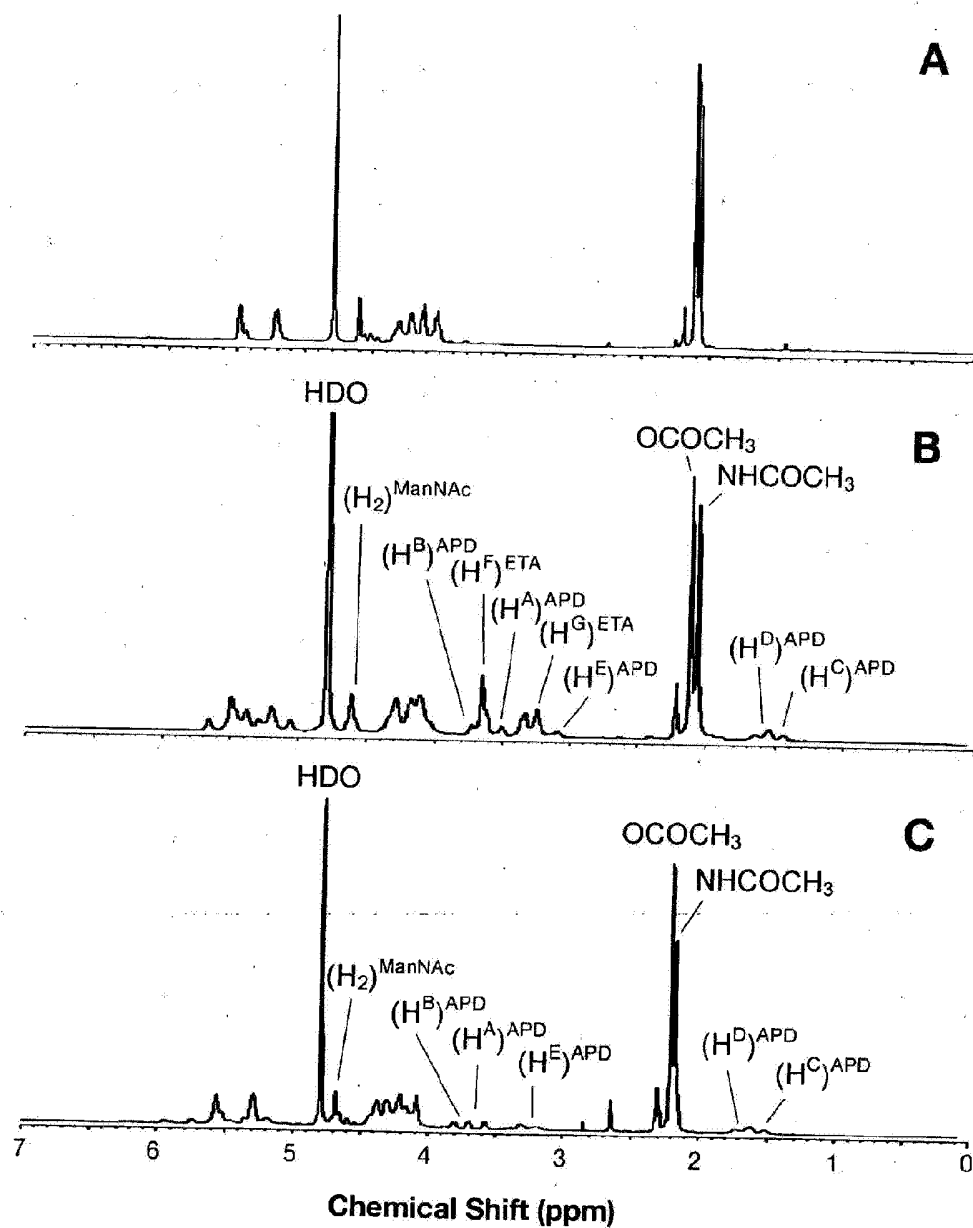 A
HDO
B
OCOCH₃
NHCOCH₃
(H₂)ᴹᵃⁿᴺᴬᶜ
(Hᴮ)ᴬᴾᴰ
(Hᶠ)ᴱᵀᴬ
(Hᴬ)ᴬᴾᴰ
(Hᴳ)ᴱᵀᴬ
(Hᴱ)ᴬᴾᴰ
(Hᴰ)ᴬᴾᴰ
(Hᶜ)ᴬᴾᴰ
HDO
C
OCOCH₃
NHCOCH₃
(H₂)ᴹᵃⁿᴺᴬᶜ
(Hᴮ)ᴬᴾᴰ
(Hᴬ)ᴬᴾᴰ
(Hᴱ)ᴬᴾᴰ
(Hᴰ)ᴬᴾᴰ
(Hᶜ)ᴬᴾᴰ
7 6 5 4 3 2 1 0
Chemical Shift (ppm)